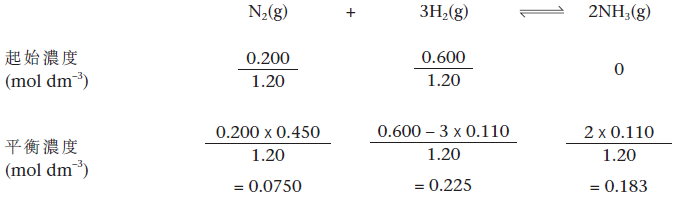 N₂(g) + 3H₂(g) ⇌ 2NH₃(g)
起始濃度 (mol dm⁻³) 0.200/1.20 0.600/1.20 0
平衡濃度 (mol dm⁻³) 0.200 x 0.450/1.20 0.600 – 3 x 0.110/1.20 2 x 0.110/1.20
= 0.0750 = 0.225 = 0.183